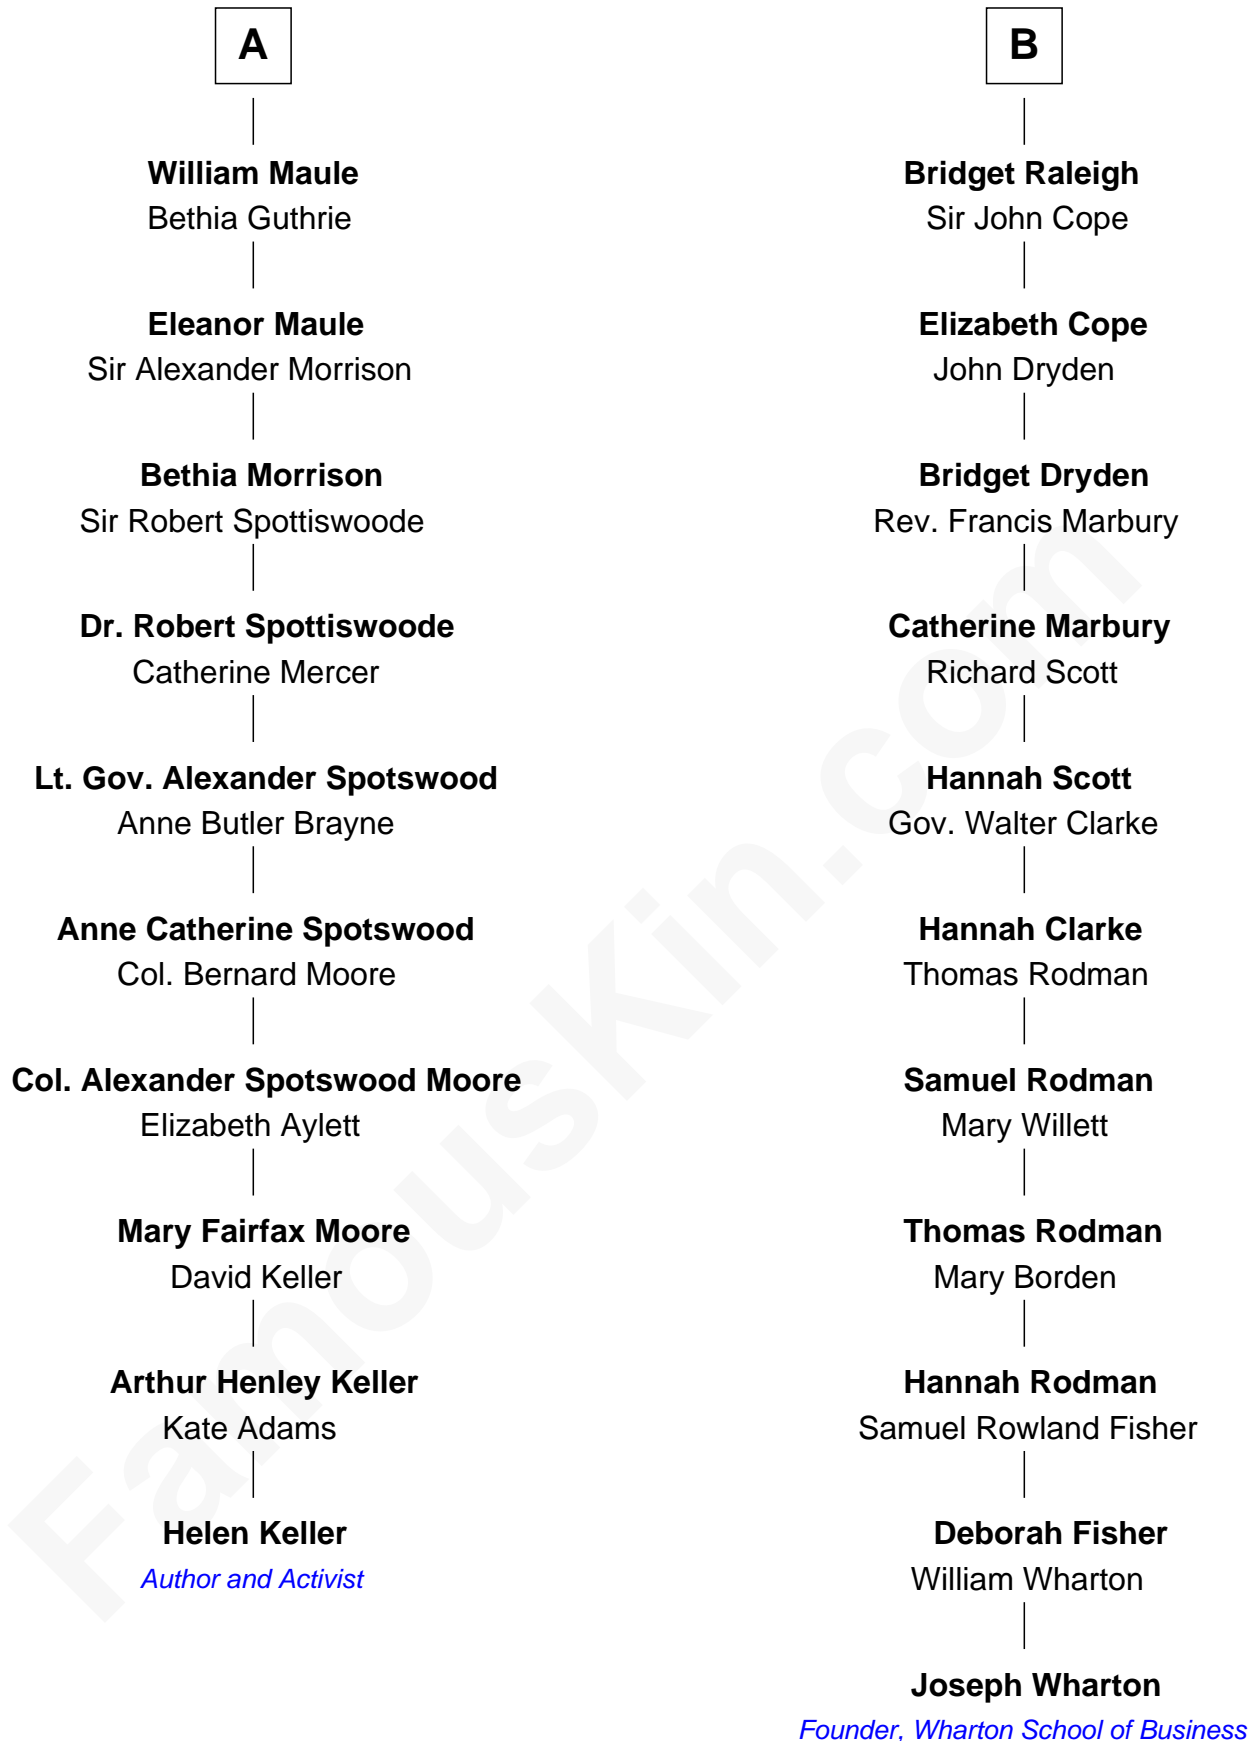 A
William Maule
Bethia Guthrie
Eleanor Maule
Sir Alexander Morrison
Bethia Morrison
Sir Robert Spottiswoode
Dr. Robert Spottiswoode
Catherine Mercer
Lt. Gov. Alexander Spotswood
Anne Butler Brayne
Anne Catherine Spotswood
Col. Bernard Moore
Col. Alexander Spotswood Moore
Elizabeth Aylett
Mary Fairfax Moore
David Keller
Arthur Henley Keller
Kate Adams
Helen Keller
Author and Activist
B
Bridget Raleigh
Sir John Cope
Elizabeth Cope
John Dryden
Bridget Dryden
Rev. Francis Marbury
Catherine Marbury
Richard Scott
Hannah Scott
Gov. Walter Clarke
Hannah Clarke
Thomas Rodman
Samuel Rodman
Mary Willett
Thomas Rodman
Mary Borden
Hannah Rodman
Samuel Rowland Fisher
Deborah Fisher
William Wharton
Joseph Wharton
Founder, Wharton School of Business
FamousKin.com